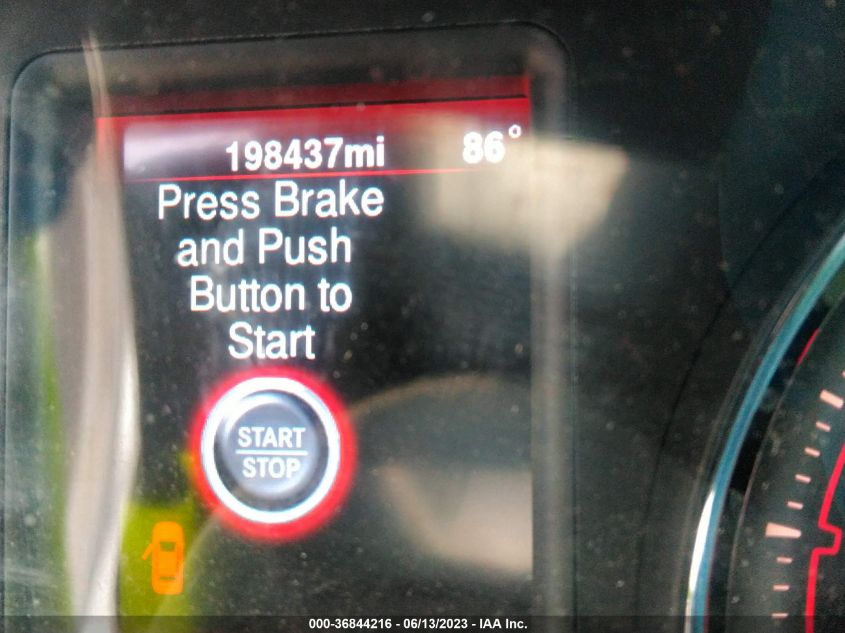 198437mi 86°
Press Brake
and Push
Button to
Start
START
STOP
000-36844216 - 06/13/2023 - IAA Inc.